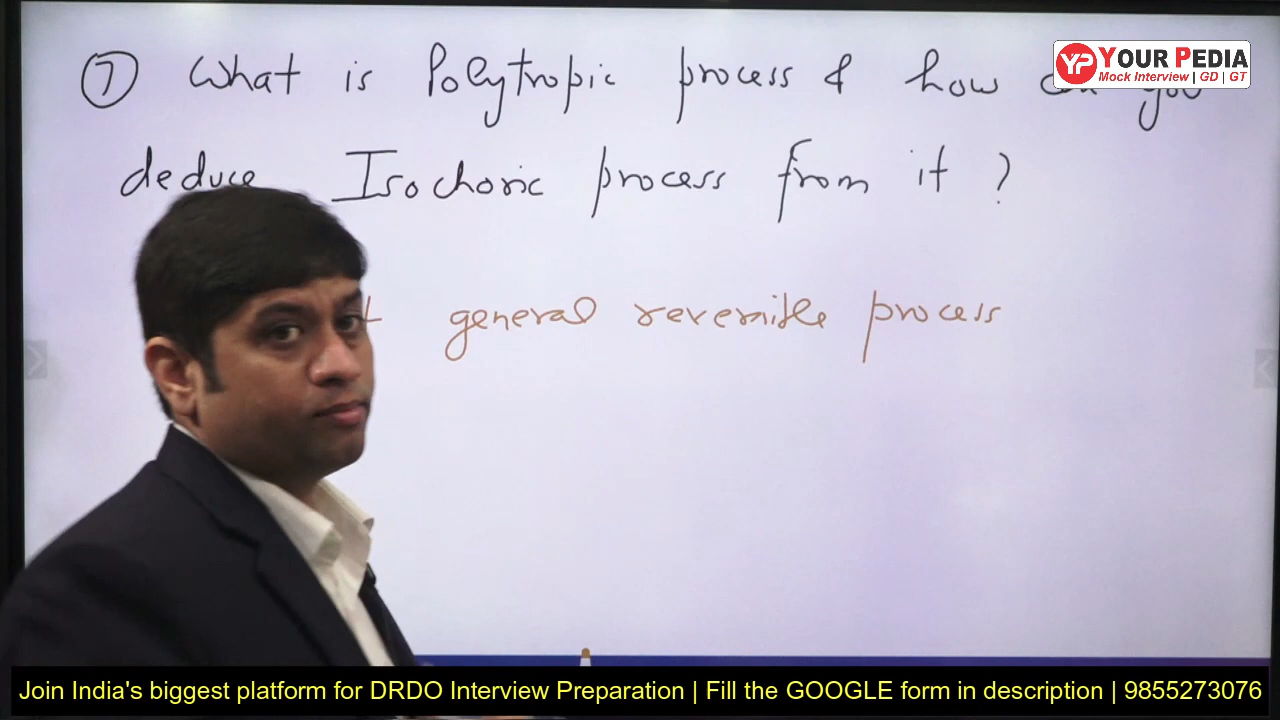 ⑦ What is Polytropic process & how you
deduce Isochoric process from it ?
general reversible process
YP YOUR PEDIA
Mock Interview | GD | GT
Join India's biggest platform for DRDO Interview Preparation | Fill the GOOGLE form in description | 9855273076